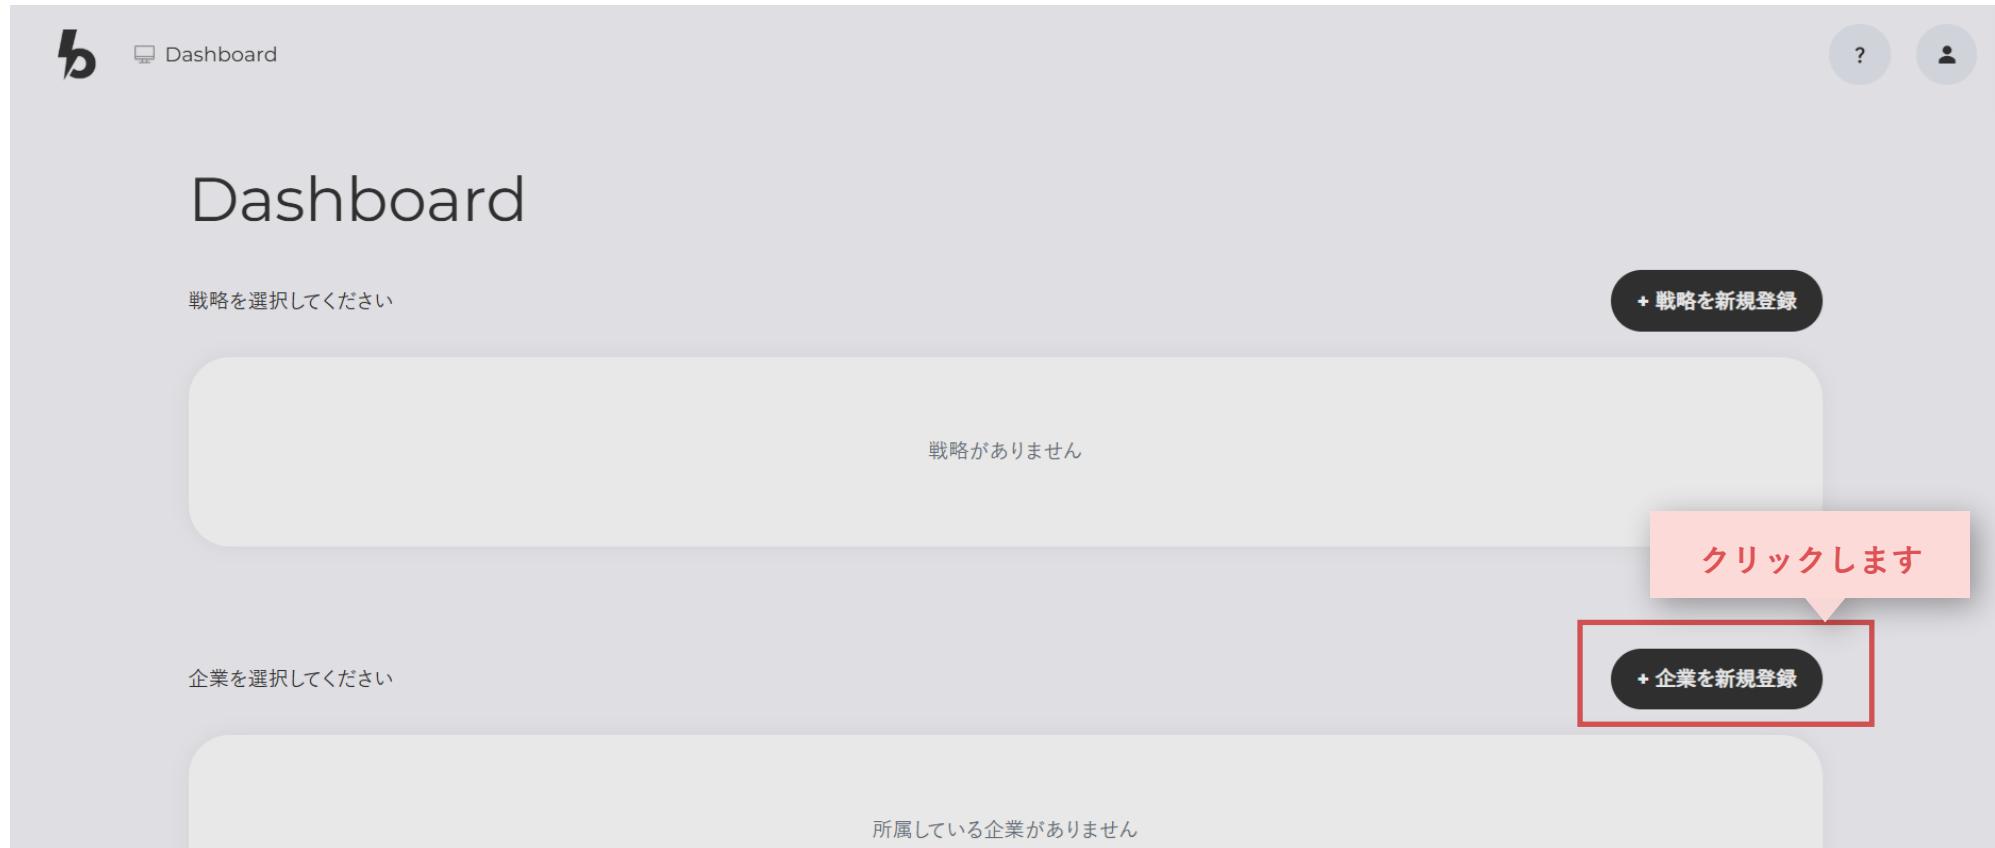 Dashboard
?
Dashboard
戦略を選択してください
+ 戦略を新規登録
戦略がありません
クリックします
企業を選択してください
+ 企業を新規登録
所属している企業がありません